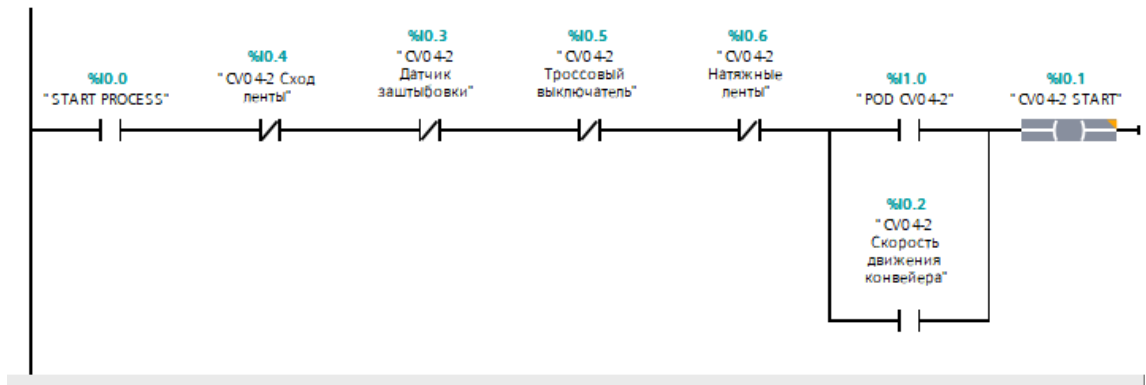 %I0.0
"START PROCESS"
%I0.4
"CV04-2 Сход
ленты"
%I0.3
"CV04-2
Датчик
заштыбовки"
%I0.5
"CV04-2
Троссовый
выключатель"
%I0.6
"CV04-2
Натяжные
ленты"
%I1.0
"POD CV04-2"
%I0.1
"CV04-2 START"
%I0.2
"CV04-2
Скорость
движения
конвейера"